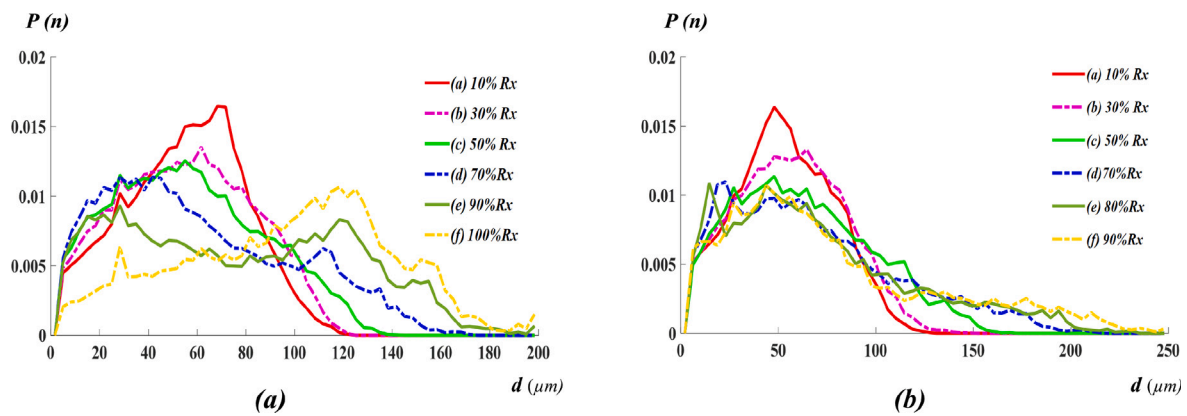 P (n)
0.02
0.015
0.01
0.005
0
0 20 40 60 80 100 120 140 160 180 200
d (μm)
(a) 10% Rx
(b) 30% Rx
(c) 50% Rx
(d) 70%Rx
(e) 90%Rx
(f) 100%Rx
(a)
P (n)
0.02
0.015
0.01
0.005
0
0 50 100 150 200 250
d (μm)
(a) 10% Rx
(b) 30% Rx
(c) 50% Rx
(d)70%Rx
(e) 80%Rx
(f) 90%Rx
(b)